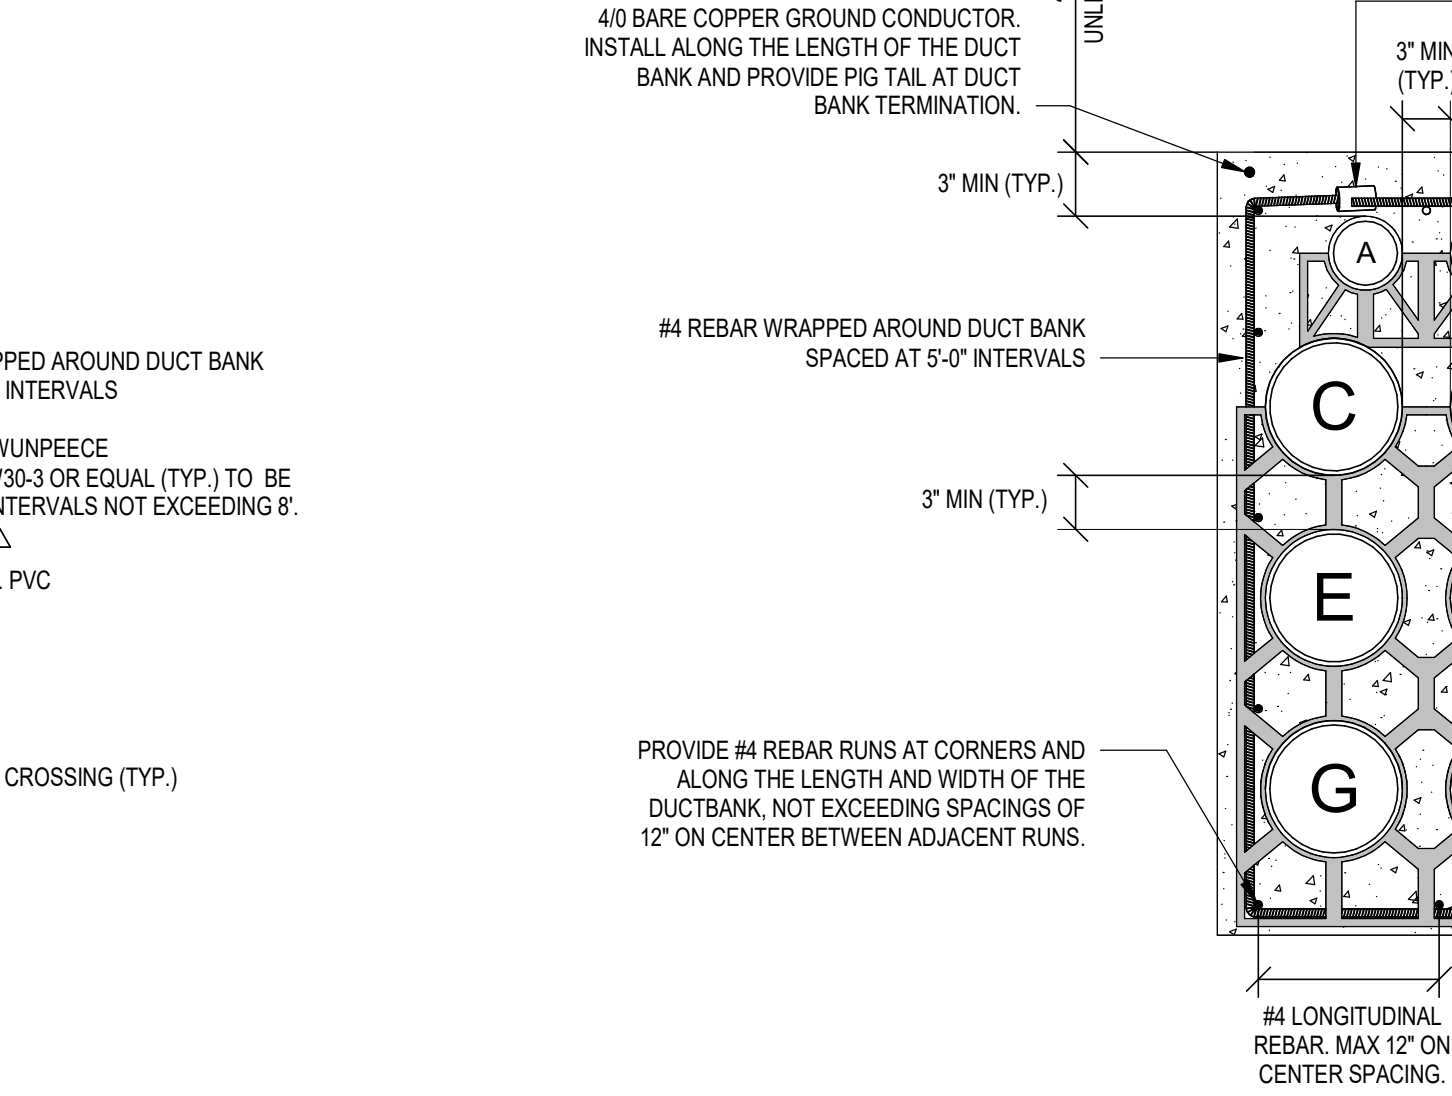 4/0 BARE COPPER GROUND CONDUCTOR.
INSTALL ALONG THE LENGTH OF THE DUCT
BANK AND PROVIDE PIG TAIL AT DUCT
BANK TERMINATION.
3" MIN
(TYP.)
3" MIN (TYP.)
A
#4 REBAR WRAPPED AROUND DUCT BANK
SPACED AT 5'-0" INTERVALS
AROUND DUCT BANK
INTERVALS
C
WUNPEECE
OR EQUAL (TYP.) TO BE
INTERVALS NOT EXCEEDING 8'.
3" MIN (TYP.)
PVC
E
CROSSING (TYP.)
PROVIDE #4 REBAR RUNS AT CORNERS AND
ALONG THE LENGTH AND WIDTH OF THE
DUCTBANK, NOT EXCEEDING SPACINGS OF
12" ON CENTER BETWEEN ADJACENT RUNS.
G
#4 LONGITUDINAL
REBAR. MAX 12" ON
CENTER SPACING.